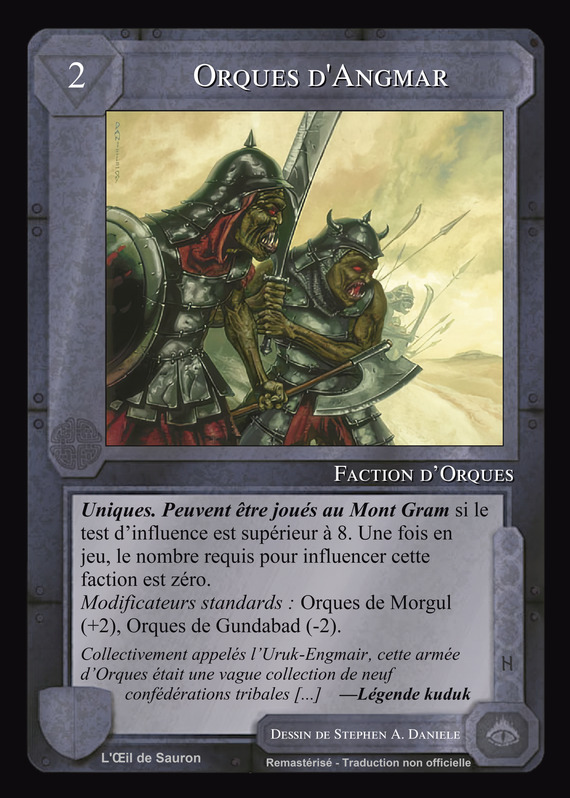 2
Orques d'Angmar
DANIELE 95
Faction d'Orques
Uniques. Peuvent être joués au Mont Gram si le
test d'influence est supérieur à 8. Une fois en
jeu, le nombre requis pour influencer cette
faction est zéro.
Modificateurs standards : Orques de Morgul
(+2), Orques de Gundabad (-2).
Collectivement appelés l'Uruk-Engmair, cette armée
d'Orques était une vague collection de neuf
confédérations tribales [...] —Légende kuduk
Dessin de Stephen A. Daniele
L'Œil de Sauron
Remastérisé - Traduction non officielle